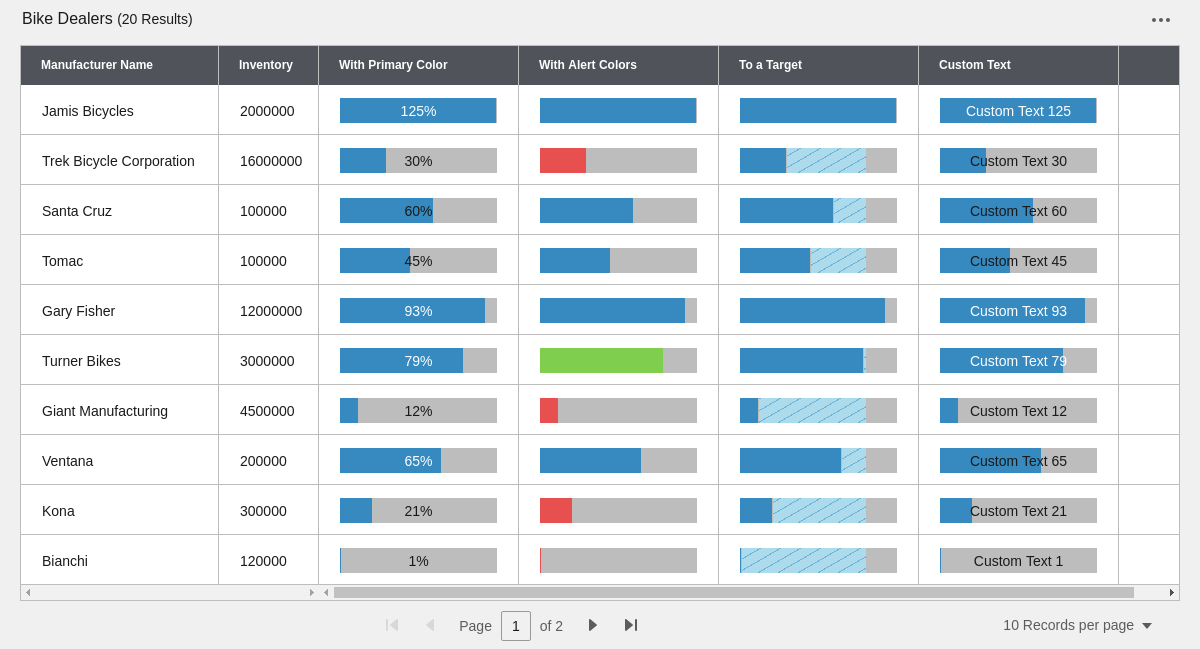 Bike Dealers (20 Results)
Manufacturer Name Inventory With Primary Color With Alert Colors To a Target Custom Text
Jamis Bicycles 2000000 125% Custom Text 125
Trek Bicycle Corporation 16000000 30% Custom Text 30
Santa Cruz 100000 60% Custom Text 60
Tomac 100000 45% Custom Text 45
Gary Fisher 12000000 93% Custom Text 93
Turner Bikes 3000000 79% Custom Text 79
Giant Manufacturing 4500000 12% Custom Text 12
Ventana 200000 65% Custom Text 65
Kona 300000 21% Custom Text 21
Bianchi 120000 1% Custom Text 1
Page 1 of 2 10 Records per page